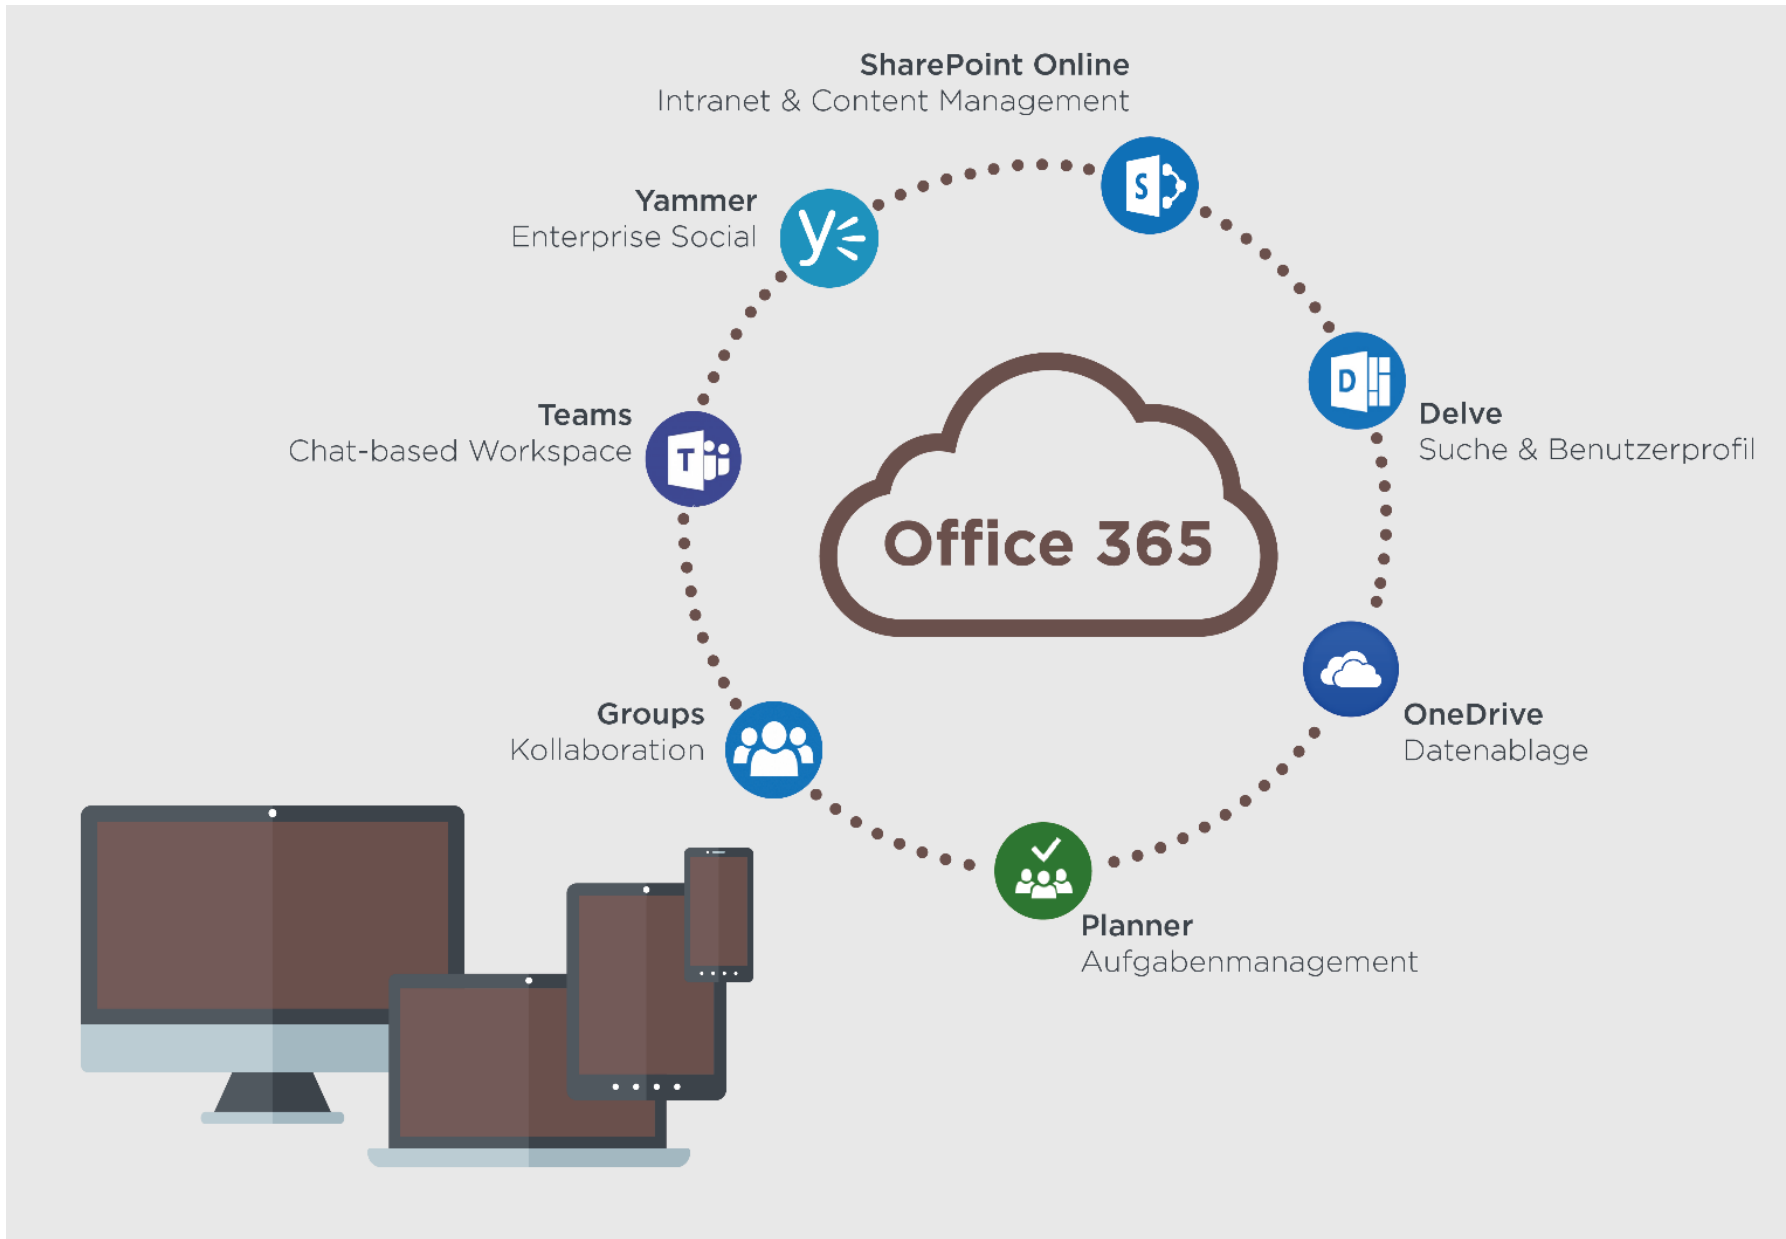 SharePoint Online
Intranet & Content Management
Yammer
Enterprise Social
Teams
Chat-based Workspace
Delve
Suche & Benutzerprofil
Office 365
Groups
Kollaboration
OneDrive
Datenablage
Planner
Aufgabenmanagement